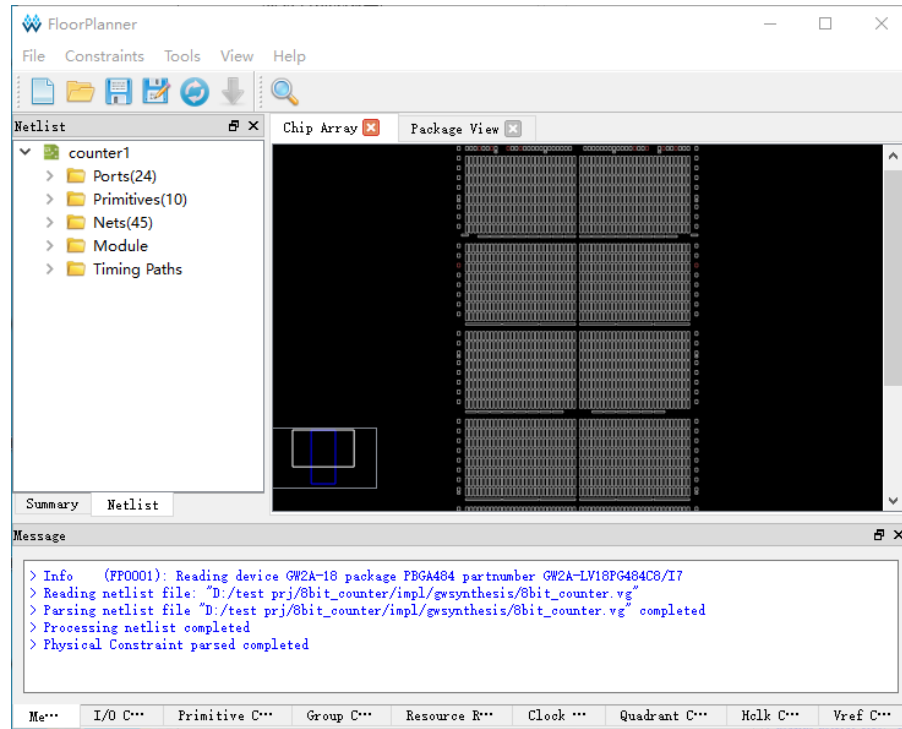 FloorPlanner
File Constraints Tools View Help
Netlist
Chip Array Package View
counter1
Ports(24)
Primitives(10)
Nets(45)
Module
Timing Paths
Summary Netlist
Message
> Info (FP0001): Reading device GW2A-18 package PBGA484 partnumber GW2A-LV18PG484C8/I7
> Reading netlist file: "D:/test prj/8bit_counter/impl/gwsynthesis/8bit_counter.vg"
> Parsing netlist file "D:/test prj/8bit_counter/impl/gwsynthesis/8bit_counter.vg" completed
> Processing netlist completed
> Physical Constraint parsed completed
Me··· I/O C··· Primitive C··· Group C··· Resource R··· Clock ··· Quadrant C··· Hclk C··· Vref C···